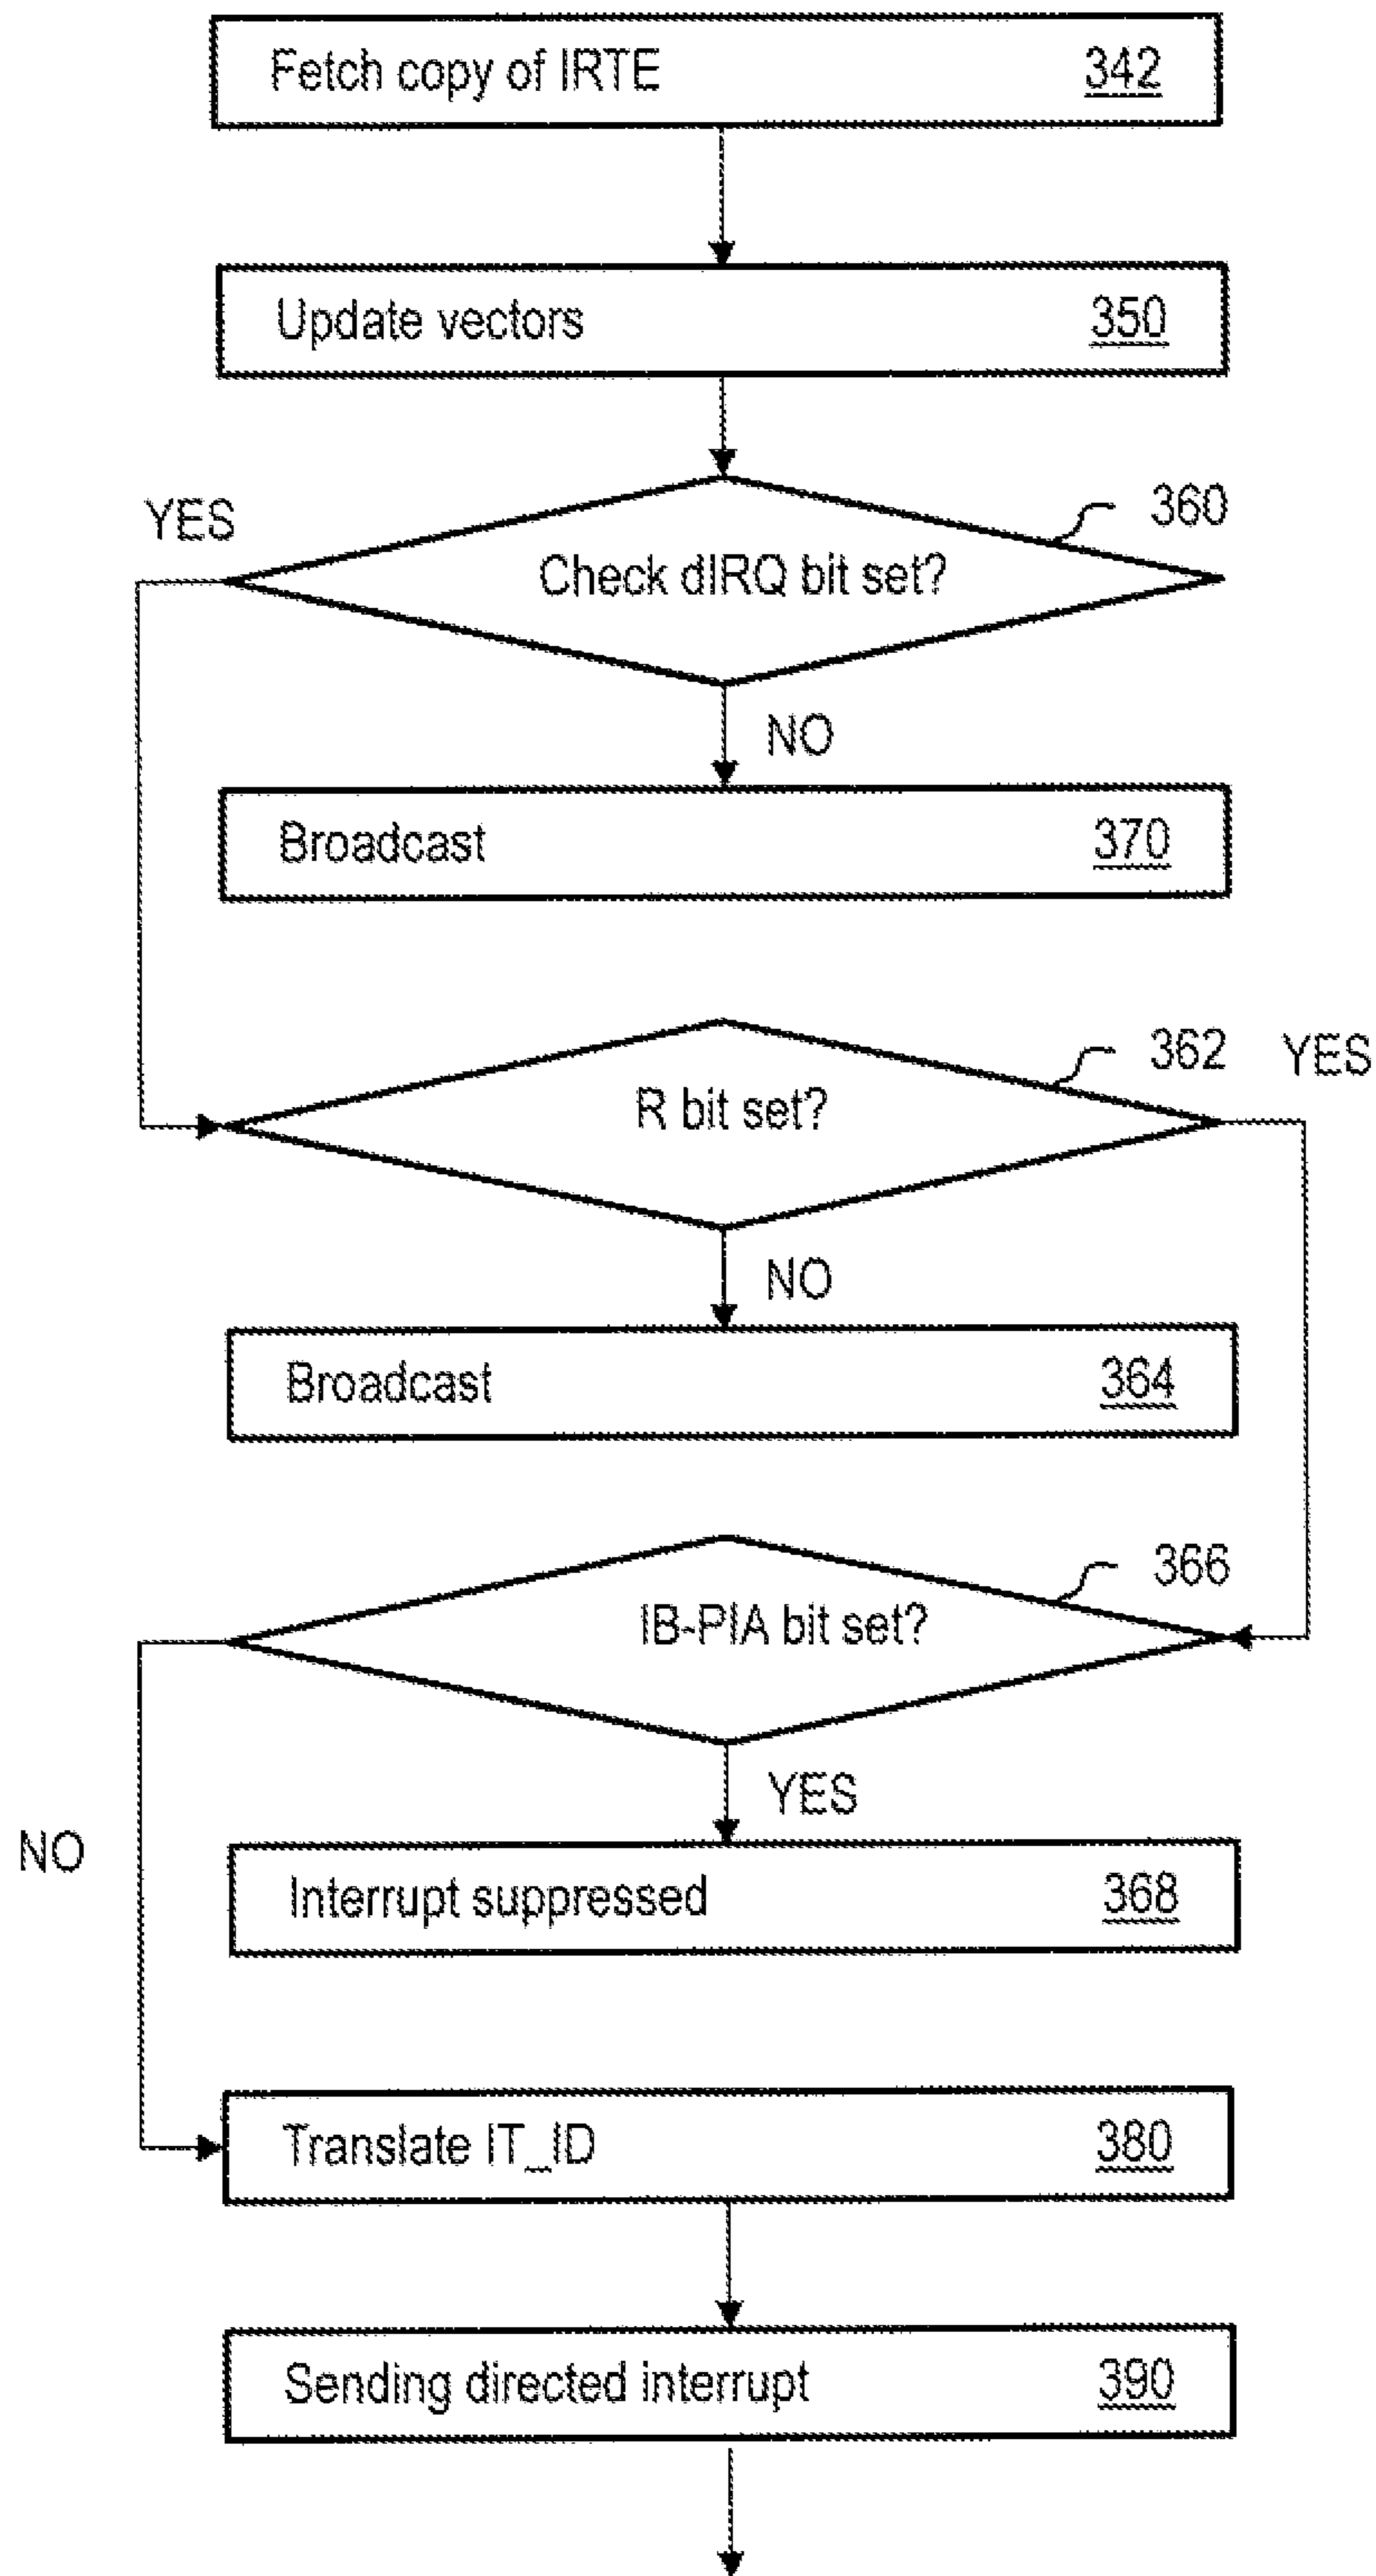 Fetch copy of IRTE 342
Update vectors 350
YES
360
Check dIRQ bit set?
NO
Broadcast 370
362
YES
R bit set?
NO
Broadcast 364
366
IB-PIA bit set?
YES
NO
Interrupt suppressed 368
Translate IT_ID 380
Sending directed interrupt 390